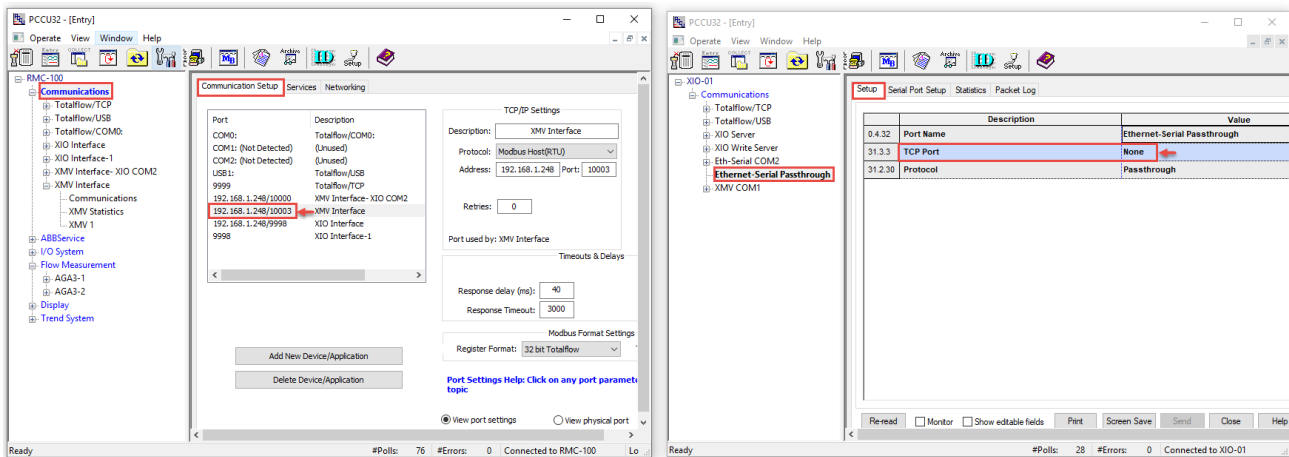 PCCU32 - [Entry]
Operate View Window Help
Entry COLLECT Archive Setup
RMC-100
Communications
Totalflow/TCP
Totalflow/USB
Totalflow/COM0:
XIO Interface
XIO Interface-1
XMV Interface- XIO COM2
XMV Interface
Communications
XMV Statistics
XMV 1
ABBService
I/O System
Flow Measurement
AGA3-1
AGA3-2
Display
Trend System
Communication Setup Services Networking
Port Description
COM0: Totalflow/COM0:
COM1: (Not Detected) (Unused)
COM2: (Not Detected) (Unused)
USB1: Totalflow/USB
9999 Totalflow/TCP
192.168.1.248/10000 XMV Interface- XIO COM2
192.168.1.248/10003 XMV Interface
192.168.1.248/9998 XIO Interface
9998 XIO Interface-1
Add New Device/Application
Delete Device/Application
TCP/IP Settings
Description: XMV Interface
Protocol: Modbus Host(RTU)
Address: 192.168.1.248 Port: 10003
Retries: 0
Port used by: XMV Interface
Timeouts & Delays
Response delay (ms): 40
Response Timeout: 3000
Modbus Format Settings
Register Format: 32 bit Totalflow
Port Settings Help: Click on any port paramete
topic
View port settings View physical port
Ready #Polls: 76 #Errors: 0 Connected to RMC-100 Lo
PCCU32 - [Entry]
Operate View Window Help
Entry COLLECT Archive Setup
XIO-01
Communications
Totalflow/TCP
Totalflow/USB
XIO Server
XIO Write Server
Eth-Serial COM2
Ethernet-Serial Passthrough
XMV COM1
Setup Serial Port Setup Statistics Packet Log
Description Value
0.4.32 Port Name Ethernet-Serial Passthrough
31.3.3 TCP Port None
31.2.30 Protocol Passthrough
Re-read Monitor Show editable fields Print Screen Save Send Close Help
Ready #Polls: 28 #Errors: 0 Connected to XIO-01